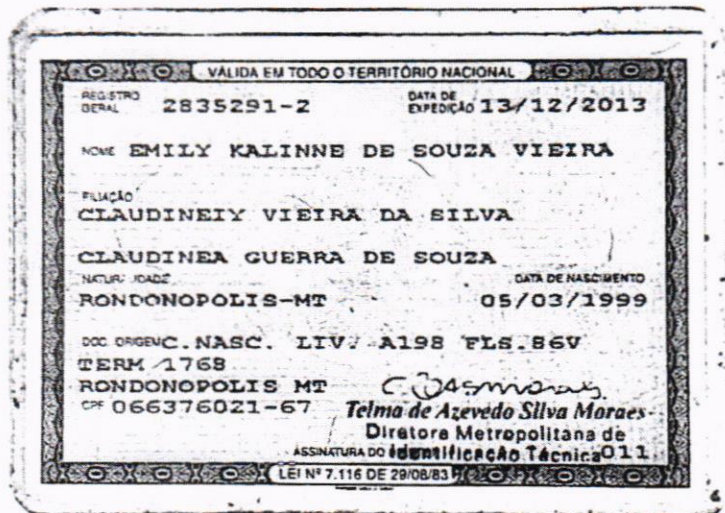 VÁLIDA EM TODO O TERRITÓRIO NACIONAL
REGISTRO GERAL 2835291-2 DATA DE EXPEDIÇÃO 13/12/2013
NOME EMILY KALINNE DE SOUZA VIEIRA
FILIAÇÃO
CLAUDINEIY VIEIRA DA SILVA
CLAUDINEA GUERRA DE SOUZA
NATURALIDADE DATA DE NASCIMENTO
RONDONOPOLIS-MT 05/03/1999
DOC. ORIGEM C.NASC. LIV. A198 FLS.86V
TERM 1768
RONDONOPOLIS MT
CPF 066376021-67 Telma de Azevedo Silva Moraes
Diretora Metropolitana de
ASSINATURA DO Identificação Técnica 011
LEI Nº 7.116 DE 29/08/83